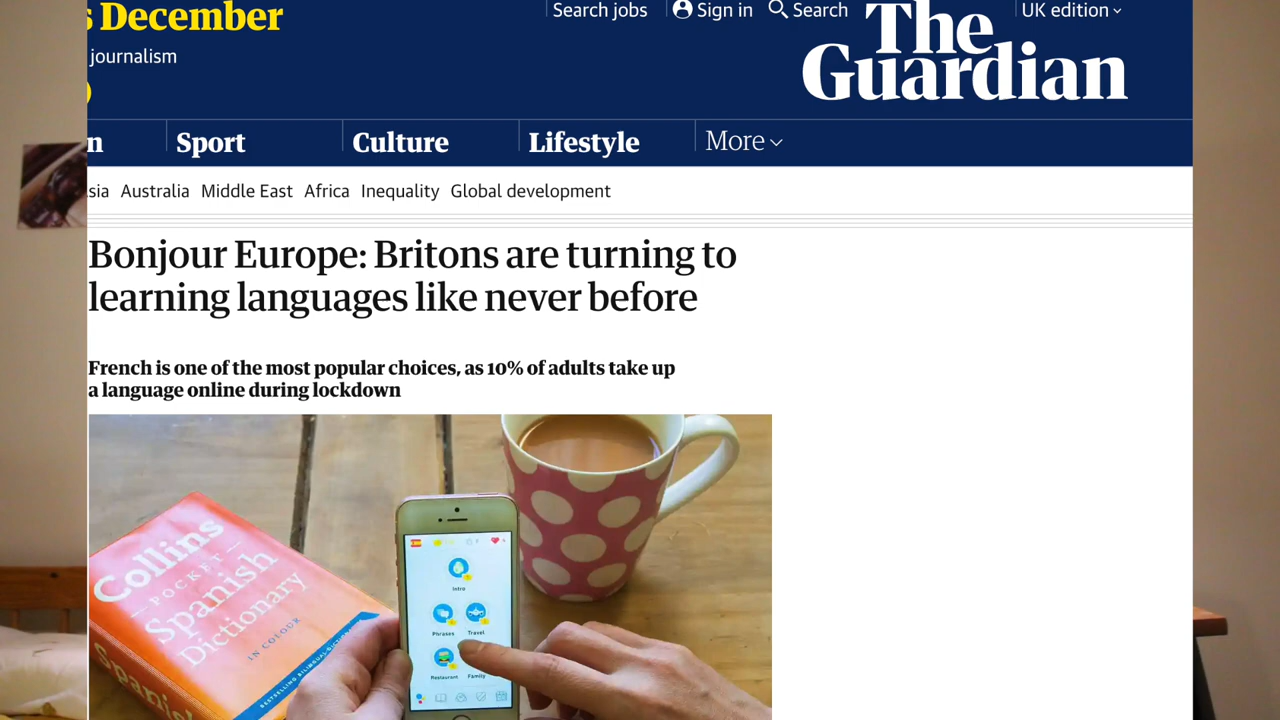 s December
journalism
Search jobs
Sign in
Search
UK edition
The
Guardian
n
Sport
Culture
Lifestyle
More
sia
Australia
Middle East
Africa
Inequality
Global development
Bonjour Europe: Britons are turning to
learning languages like never before
French is one of the most popular choices, as 10% of adults take up
a language online during lockdown
Collins
POCKET
Spanish
Dictionary
IN COLOUR
BESTSELLING BILINGUAL
Spanish
Intro
Phrases
Travel
Restaurant
Family